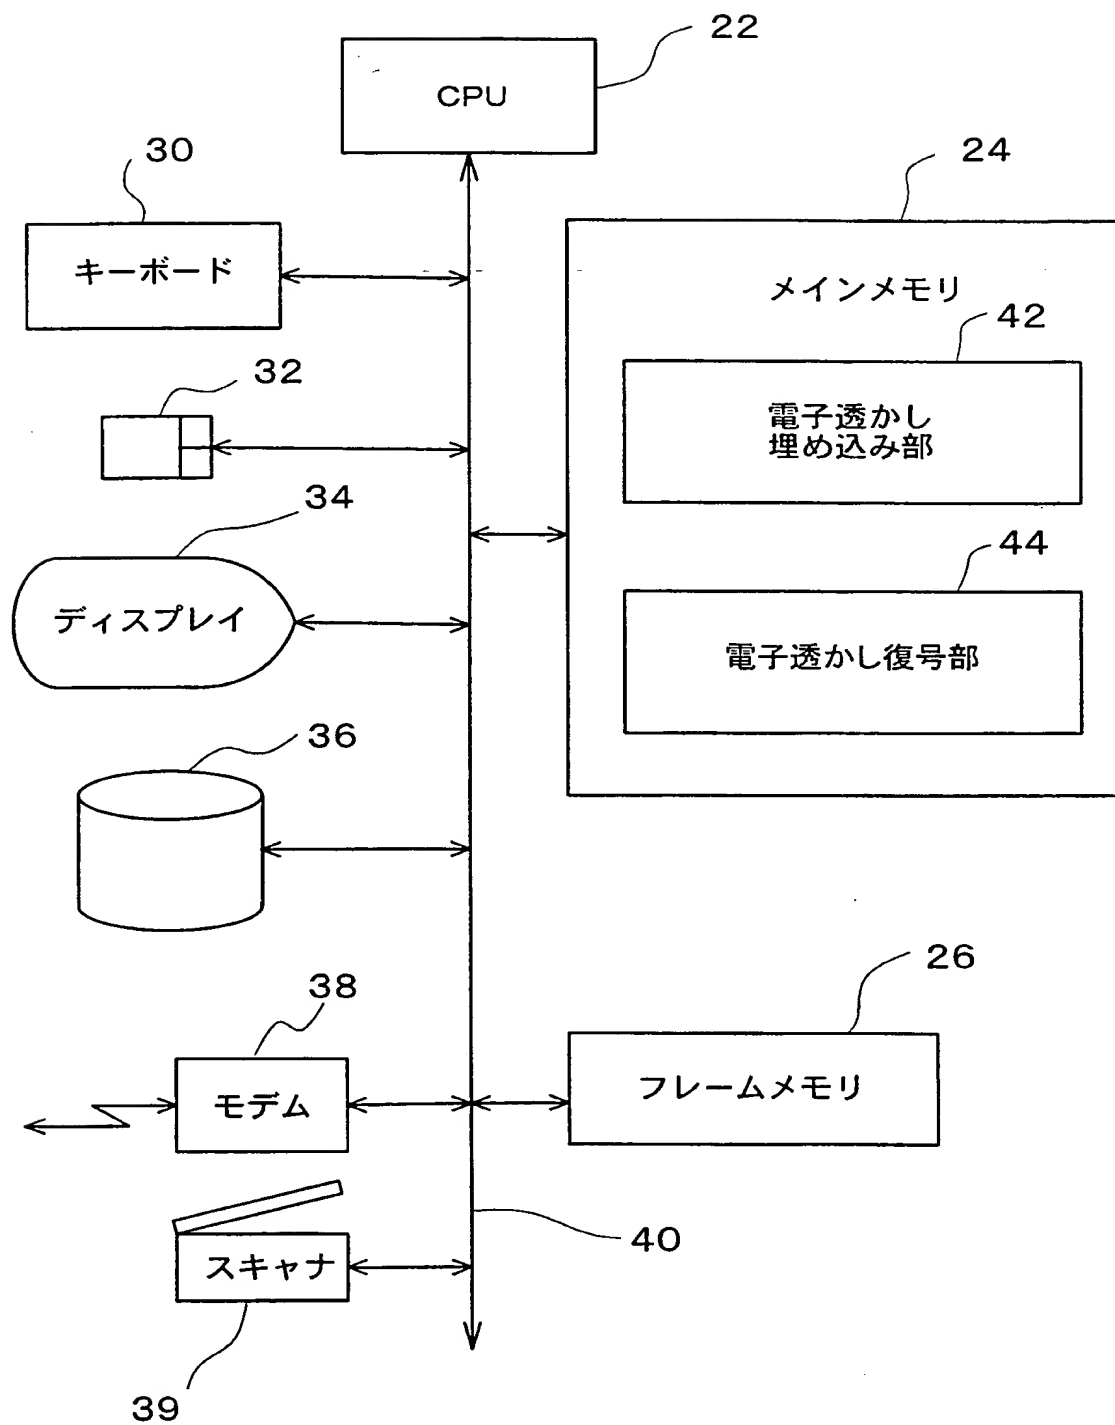 22
CPU
30
24
キーボード
メインメモリ
42
32
電子透かし
埋め込み部
34
44
ディスプレイ
電子透かし復号部
36
26
38
フレームメモリ
モデム
40
スキャナ
39